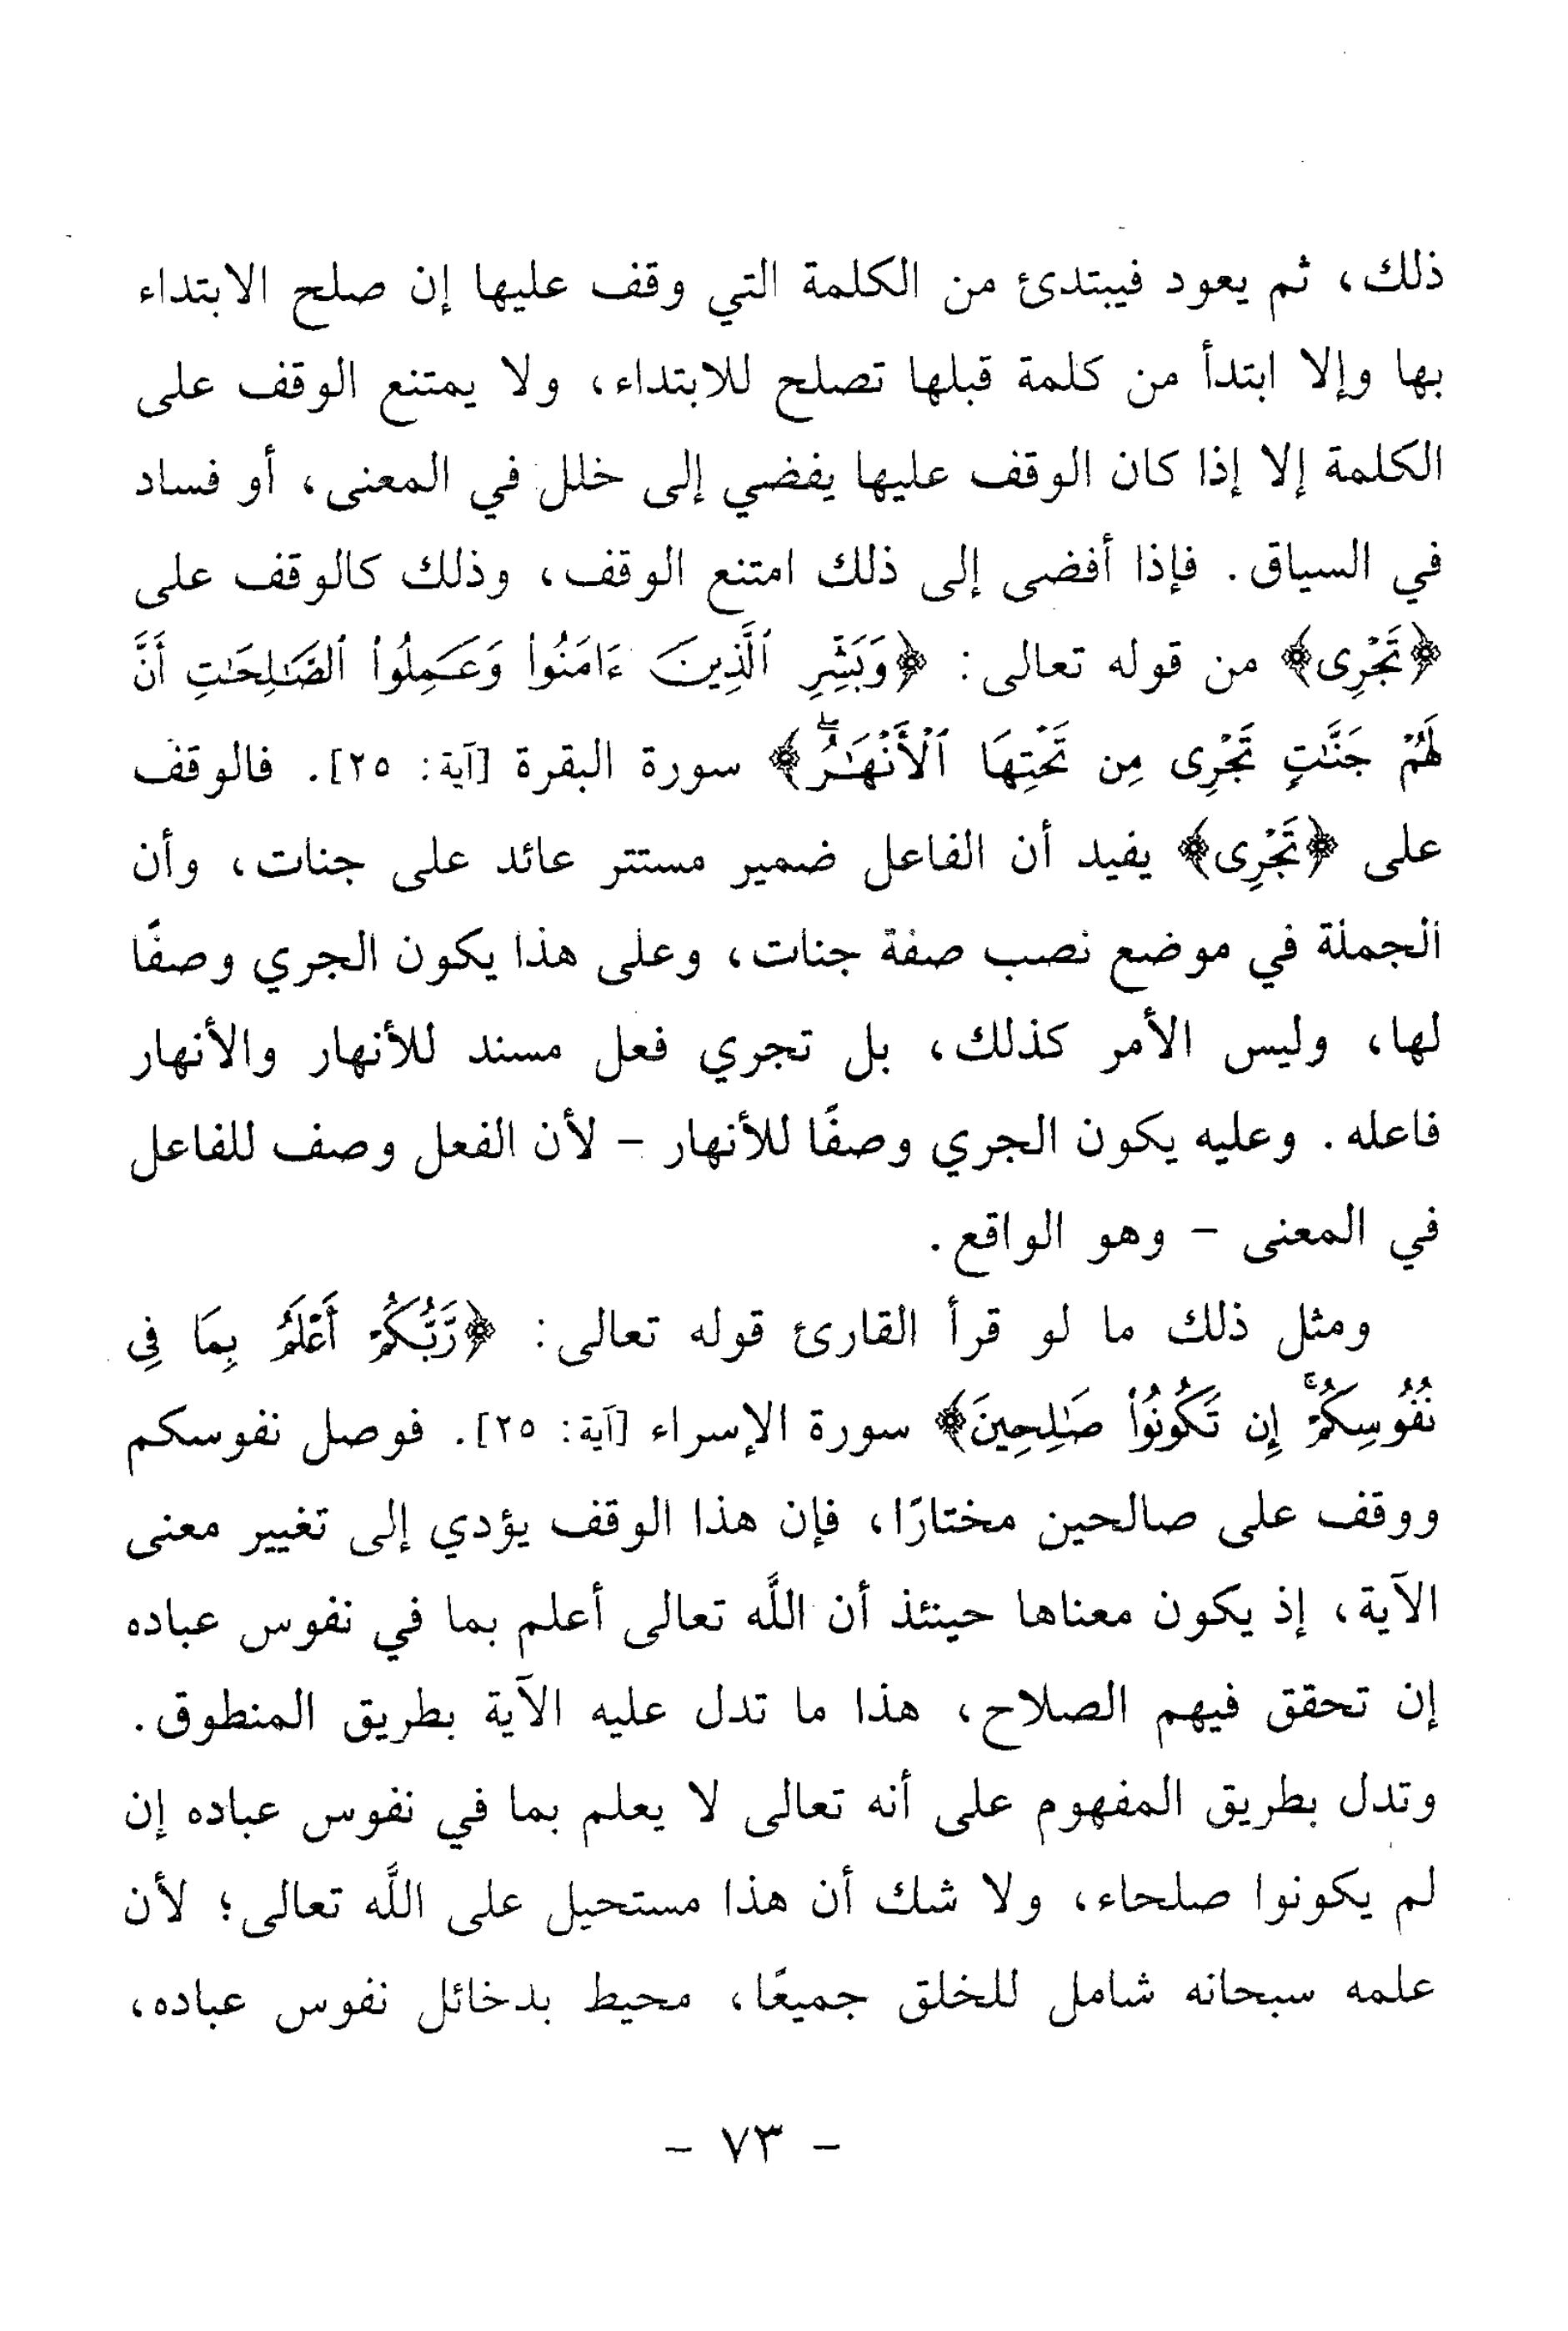 ذلك، ثم يعود فيبتدئ من الكلمة التي وقف عليها إن صلح الابتداء
بها وإلا ابتدأ من كلمة قبلها تصلح للابتداء، ولا يمتنع الوقف على
الكلمة إلا إذا كان الوقف عليها يفضي إلى خلل في المعنى، أو فساد
في السياق. فإذا أفضى إلى ذلك امتنع الوقف، وذلك كالوقف على
﴿تَجْرِى﴾ من قوله تعالى: ﴿وَبَشِّرِ ٱلَّذِينَ ءَامَنُوا۟ وَعَمِلُوا۟ ٱلصَّـٰلِحَـٰتِ أَنَّ
لَهُمْ جَنَّـٰتٍ تَجْرِى مِن تَحْتِهَا ٱلْأَنْهَـٰرُ ۖ﴾ سورة البقرة [آية: ٢٥]. فالوقف
على ﴿تَجْرِى﴾ يفيد أن الفاعل ضمير مستتر عائد على جنات، وأن
الجملة في موضع نصب صفة جنات، وعلى هذا يكون الجري وصفًا
لها، وليس الأمر كذلك، بل تجري فعل مسند للأنهار والأنهار
فاعله. وعليه يكون الجري وصفًا للأنهار – لأن الفعل وصف للفاعل
في المعنى – وهو الواقع.
ومثل ذلك ما لو قرأ القارئ قوله تعالى: ﴿رَّبُّكُمْ أَعْلَمُ بِمَا فِى
نُفُوسِكُمْ ۚ إِن تَكُونُوا۟ صَـٰلِحِينَ﴾ سورة الإسراء [آية: ٢٥]. فوصل نفوسكم
ووقف على صالحين مختارًا، فإن هذا الوقف يؤدي إلى تغيير معنى
الآية، إذ يكون معناها حينئذ أن اللَّه تعالى أعلم بما في نفوس عباده
إن تحقق فيهم الصلاح، هذا ما تدل عليه الآية بطريق المنطوق.
وتدل بطريق المفهوم على أنه تعالى لا يعلم بما في نفوس عباده إن
لم يكونوا صلحاء، ولا شك أن هذا مستحيل على اللَّه تعالى؛ لأن
علمه سبحانه شامل للخلق جميعًا، محيط بدخائل نفوس عباده،
– ٧٣ –